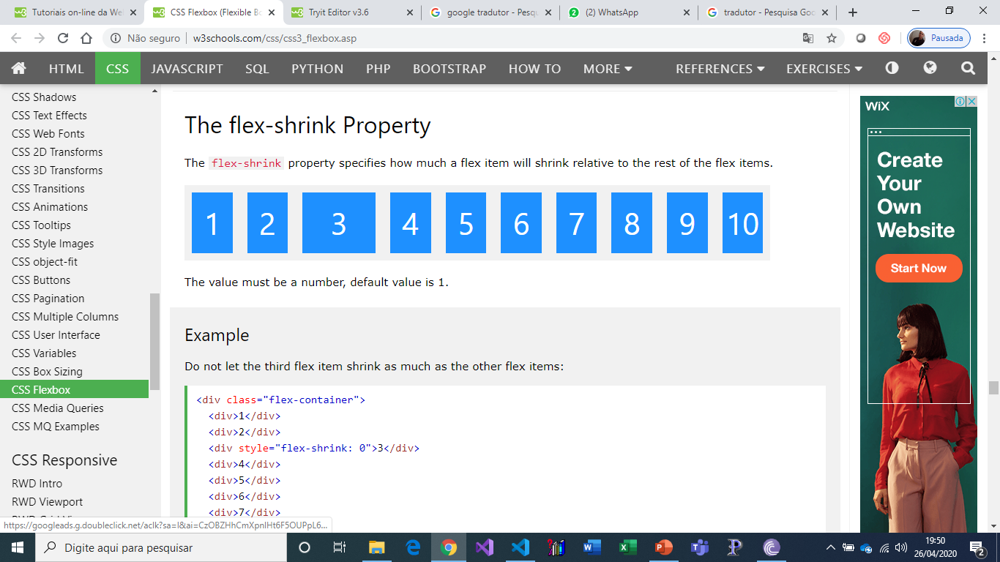 Tutoriais on-line da We
CSS Flexbox (Flexible Bo
Tryit Editor v3.6
google tradutor - Pesqu
(2) WhatsApp
tradutor - Pesquisa Goo
Não seguro
w3schools.com/css/css3_flexbox.asp
Pausada
HTML
CSS
JAVASCRIPT
SQL
PYTHON
PHP
BOOTSTRAP
HOW TO
MORE
REFERENCES
EXERCISES
CSS Shadows
CSS Text Effects
CSS Web Fonts
CSS 2D Transforms
CSS 3D Transforms
CSS Transitions
CSS Animations
CSS Tooltips
CSS Style Images
CSS object-fit
CSS Buttons
CSS Pagination
CSS Multiple Columns
CSS User Interface
CSS Variables
CSS Box Sizing
CSS Flexbox
CSS Media Queries
CSS MQ Examples
CSS Responsive
RWD Intro
RWD Viewport
The flex-shrink Property
The flex-shrink property specifies how much a flex item will shrink relative to the rest of the flex items.
1 2 3 4 5 6 7 8 9 10
The value must be a number, default value is 1.
Example
Do not let the third flex item shrink as much as the other flex items:
<div class="flex-container">
<div>1</div>
<div>2</div>
<div style="flex-shrink: 0">3</div>
<div>4</div>
<div>5</div>
<div>6</div>
<div>7</div>
WiX
Create
Your
Own
Website
Start Now
Digite aqui para pesquisar
19:50
26/04/2020
2